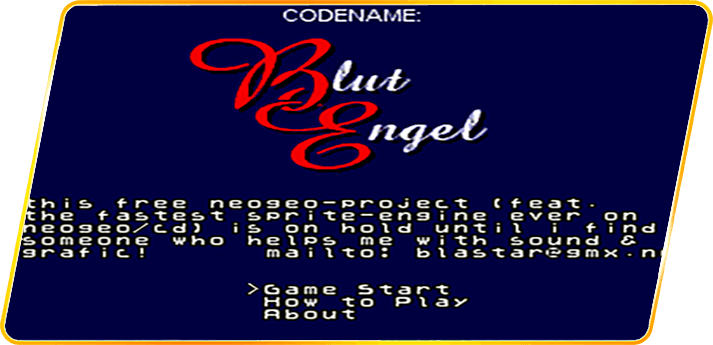 CODENAME:
Blut
Engel
this free neogeo-project (feat.
the fastest sprite-engine ever on
neogeo/cd) is on hold until i find
someone who helps me with sound &
grafic! mailto: blastar@gmx.n
>Game Start
How to Play
About